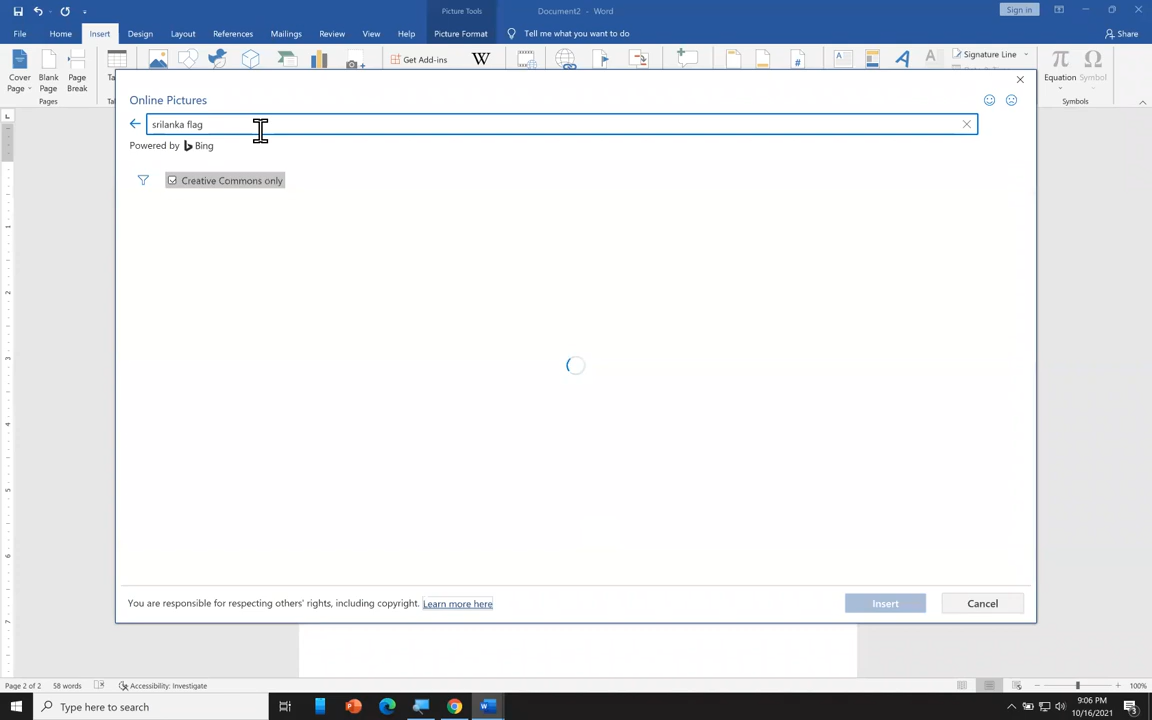 Picture Tools
Document2 - Word
Sign in
File Home Insert Design Layout References Mailings Review View Help Picture Format Tell me what you want to do Share
Cover Page
Blank Page
Page Break
Pages
Ta
Get Add-ins
W
Signature Line
Equation
Symbol
Symbols
Online Pictures
srilanka flag
Powered by Bing
Creative Commons only
You are responsible for respecting others' rights, including copyright. Learn more here
Insert
Cancel
Page 2 of 2 58 words Accessibility: Investigate 100%
Type here to search
9:06 PM
10/16/2021
3